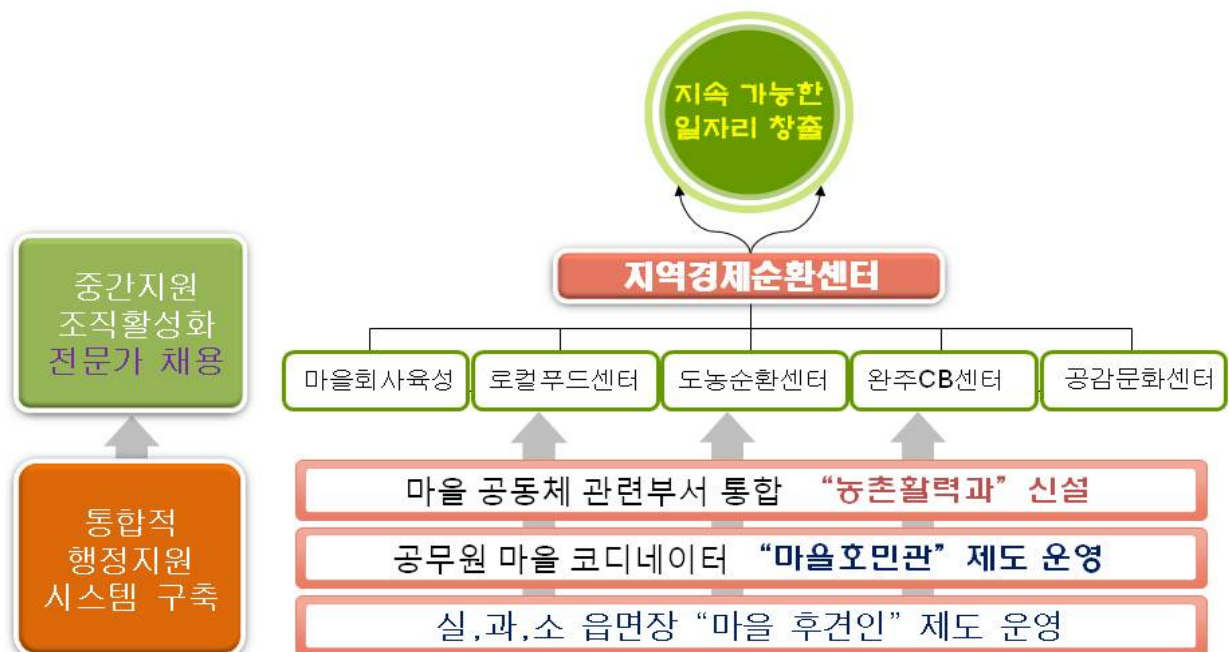 지속 가능한
일자리 창출
지역경제순환센터
중간지원
조직활성화
전문가 채용
마을회사육성
로컬푸드센터
도농순환센터
완주CB센터
공감문화센터
통합적
행정지원
시스템 구축
마을 공동체 관련부서 통합 “농촌활력과” 신설
공무원 마을 코디네이터 “마을호민관” 제도 운영
실,과,소 읍면장 “마을 후견인” 제도 운영